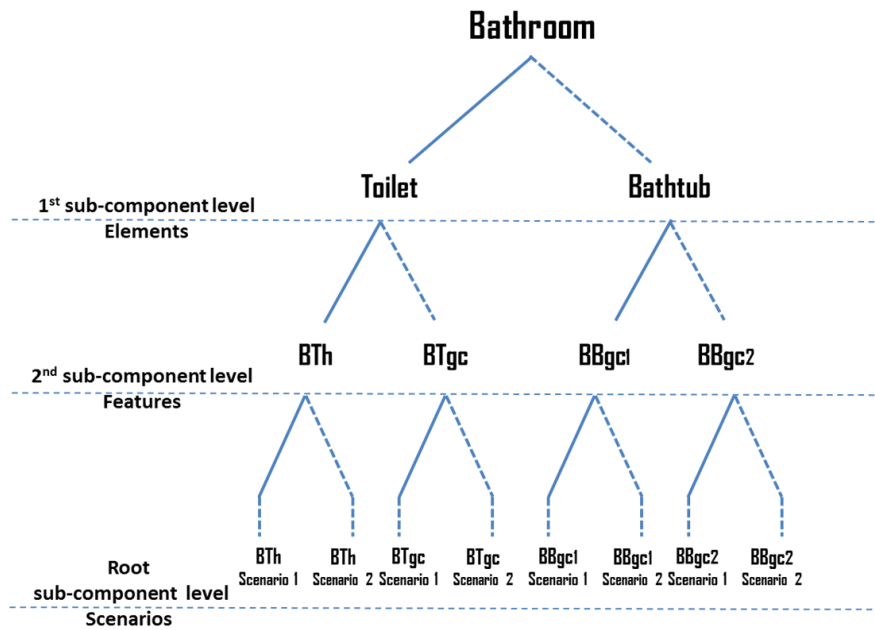 Bathroom
Toilet
Bathtub
1st sub-component level
Elements
BTh
BTgc
BBgc1
BBgc2
2nd sub-component level
Features
BTh
Scenario 1
BTh
Scenario 2
BTgc
Scenario 1
BTgc
Scenario 2
BBgc1
Scenario 1
BBgc1
Scenario 2
BBgc2
Scenario 1
BBgc2
Scenario 2
Root
sub-component level
Scenarios